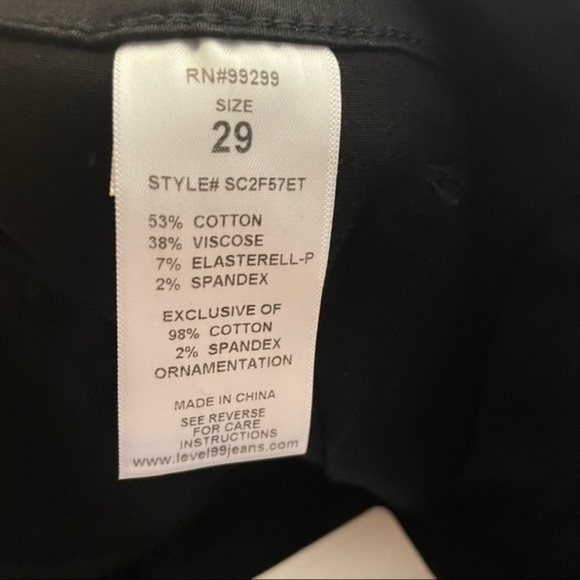 RN#99299
SIZE
29
STYLE# SC2F57ET
53% COTTON
38% VISCOSE
7% ELASTERELL-P
2% SPANDEX
EXCLUSIVE OF
98% COTTON
2% SPANDEX
ORNAMENTATION
MADE IN CHINA
SEE REVERSE
FOR CARE
INSTRUCTIONS
www.level99jeans.com